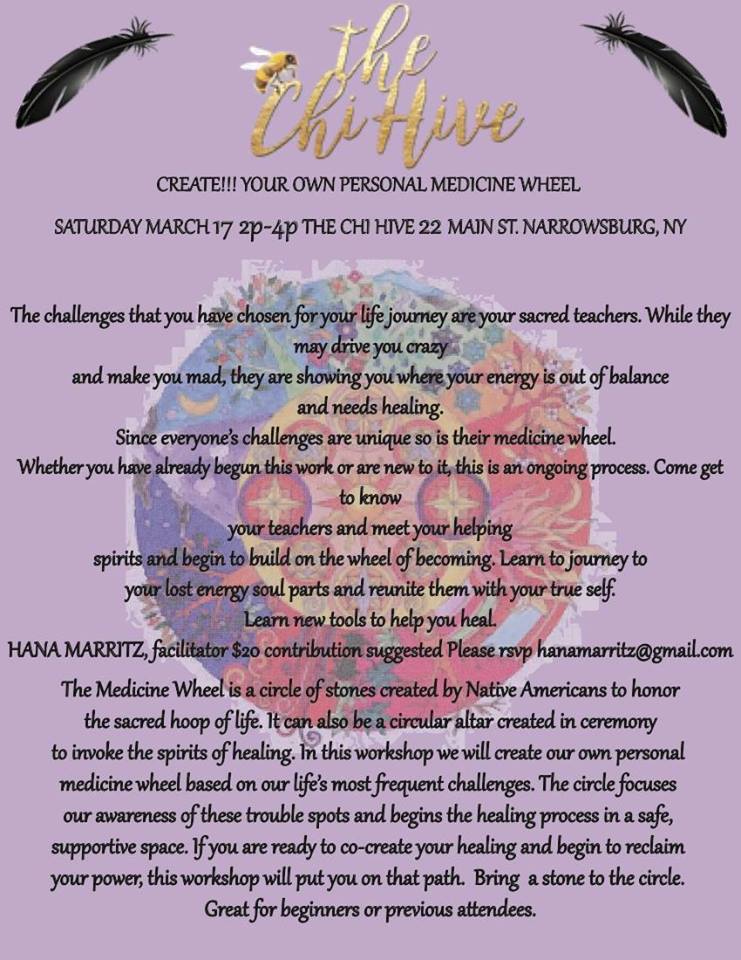 the
Chi Hive
CREATE!!! YOUR OWN PERSONAL MEDICINE WHEEL
SATURDAY MARCH 17 2p-4p THE CHI HIVE 22 MAIN ST. NARROWSBURG, NY
The challenges that you have chosen for your life journey are your sacred teachers. While they
may drive you crazy
and make you mad, they are showing you where your energy is out of balance
and needs healing.
Since everyone's challenges are unique so is their medicine wheel.
Whether you have already begun this work or are new to it, this is an ongoing process. Come get
to know
your teachers and meet your helping
spirits and begin to build on the wheel of becoming. Learn to journey to
your lost energy soul parts and reunite them with your true self.
Learn new tools to help you heal.
HANA MARRITZ, facilitator $20 contribution suggested Please rsvp hanamarritz@gmail.com
The Medicine Wheel is a circle of stones created by Native Americans to honor
the sacred hoop of life. It can also be a circular altar created in ceremony
to invoke the spirits of healing. In this workshop we will create our own personal
medicine wheel based on our life's most frequent challenges. The circle focuses
our awareness of these trouble spots and begins the healing process in a safe,
supportive space. If you are ready to co-create your healing and begin to reclaim
your power, this workshop will put you on that path. Bring a stone to the circle.
Great for beginners or previous attendees.